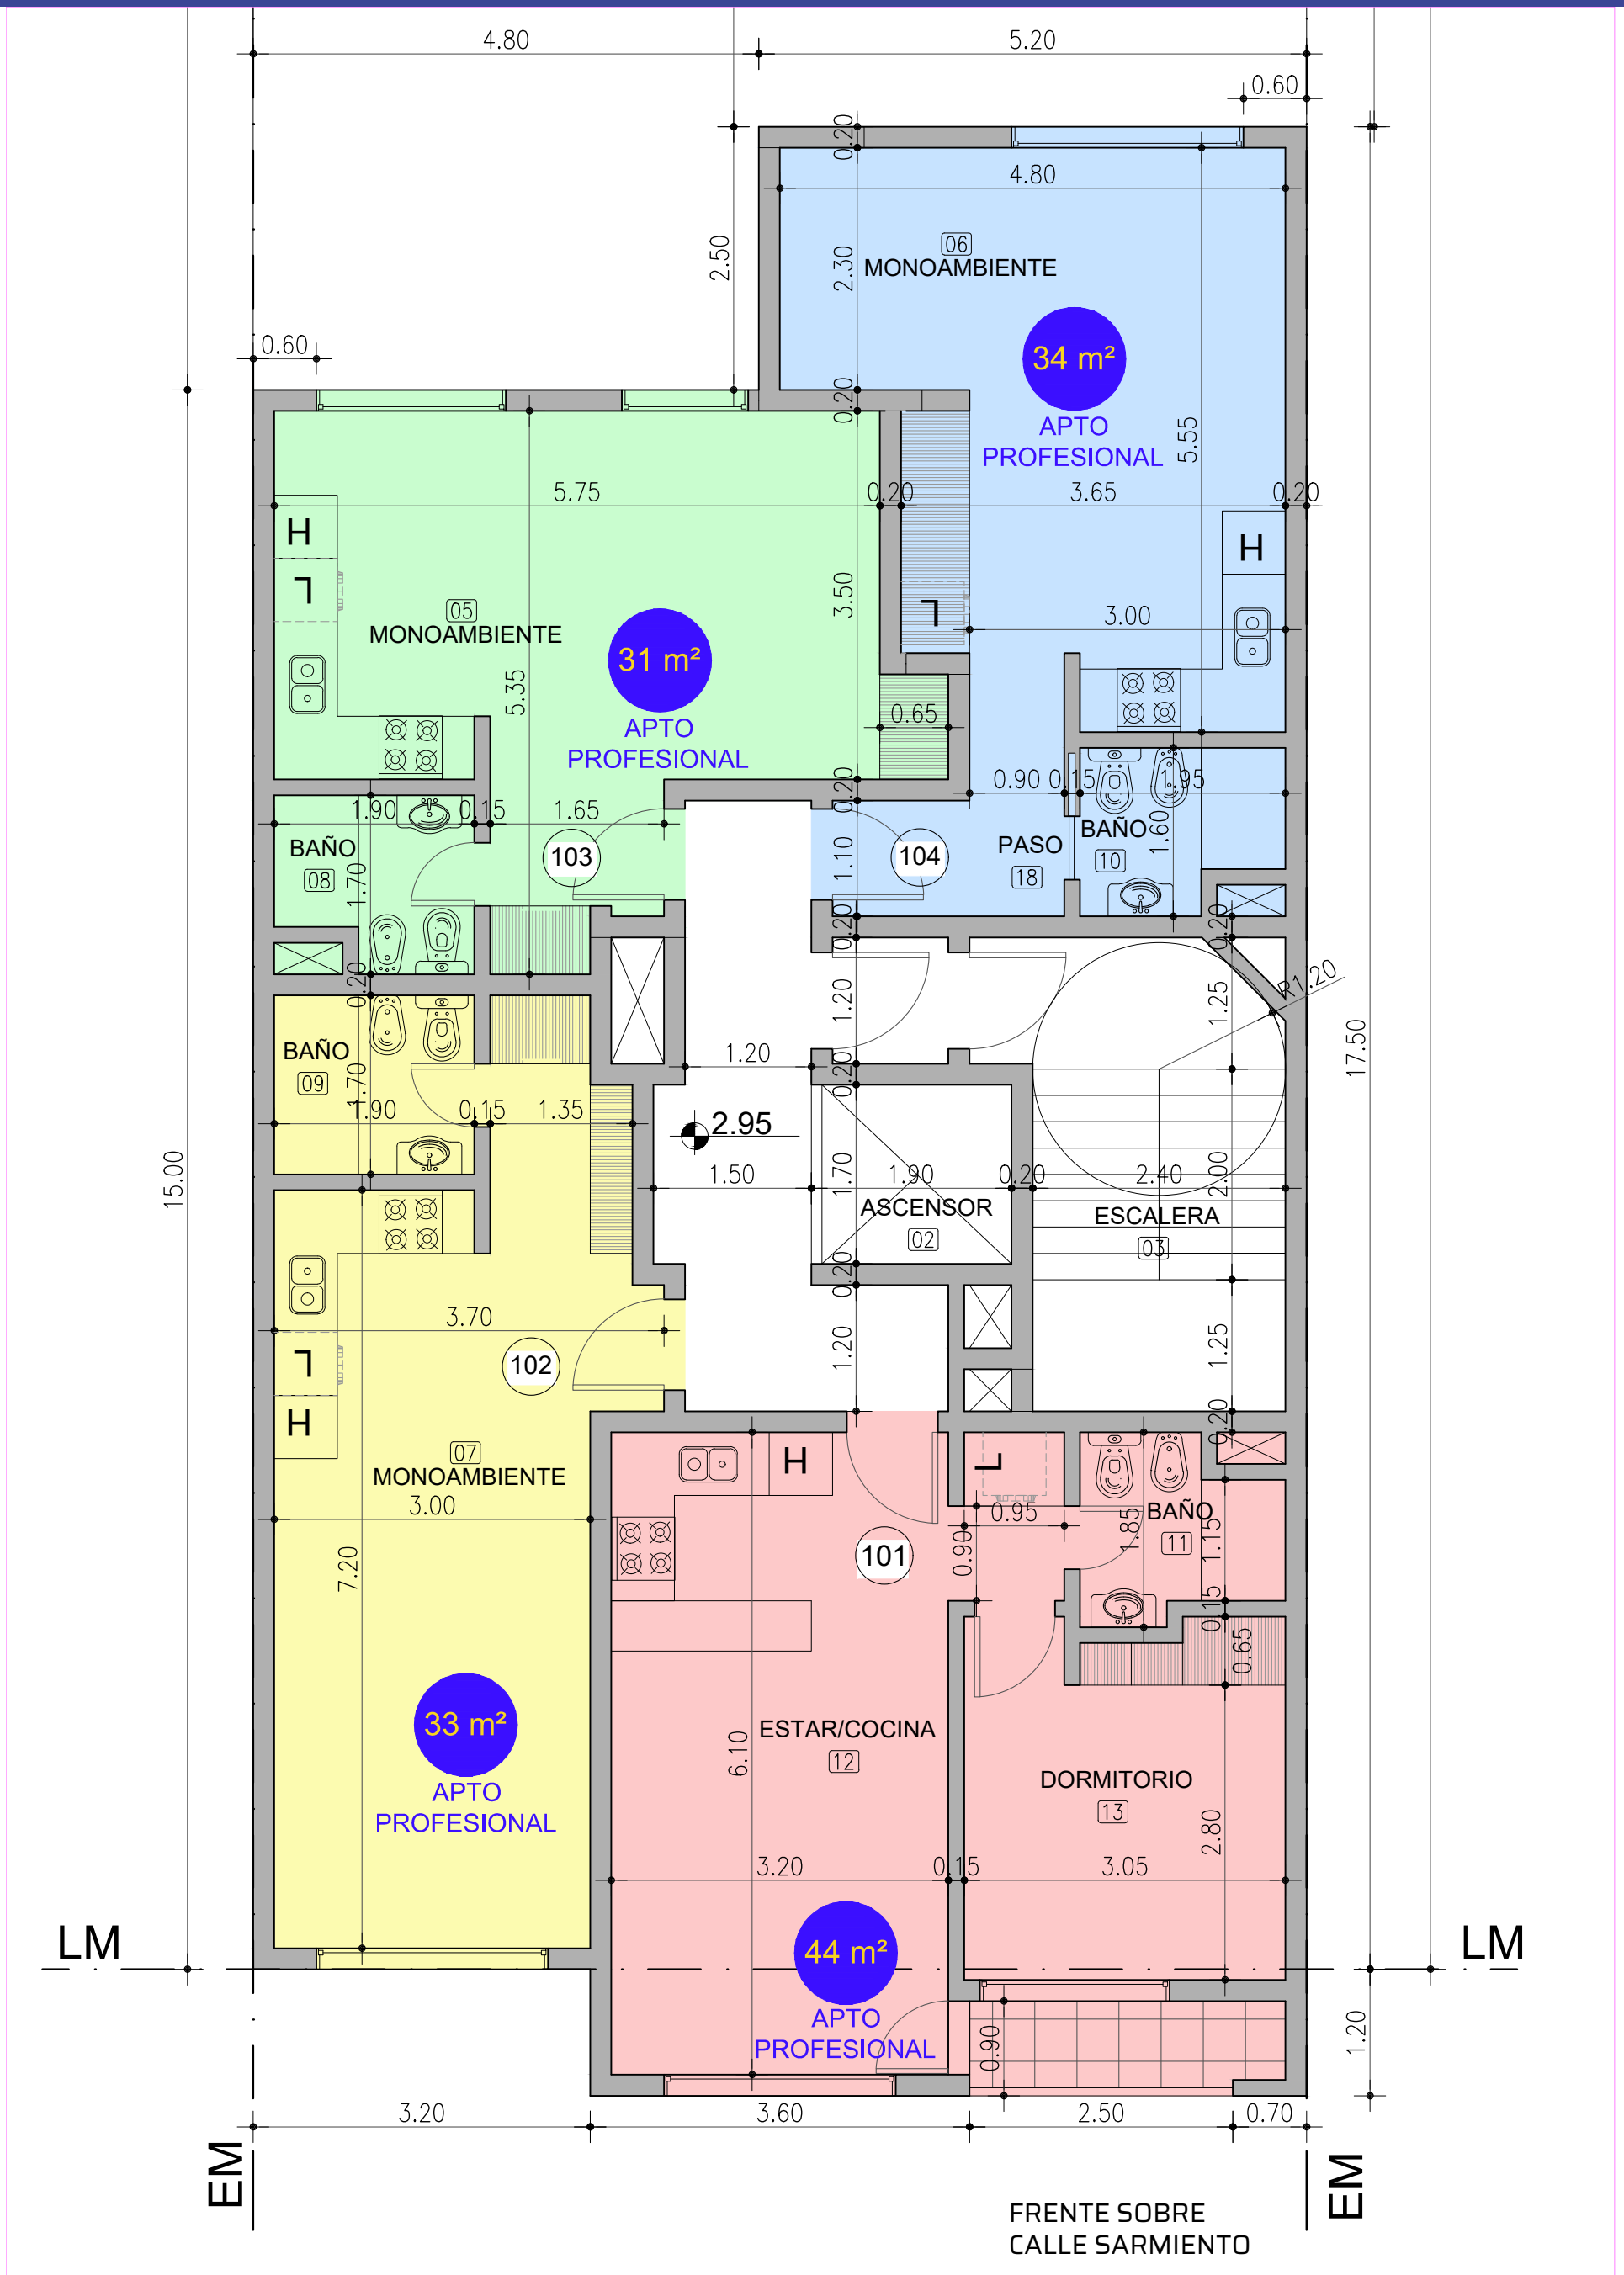 4.80
5.20
0.60
0.20
4.80
06
MONOAMBIENTE
2.50
2.30
34 m²
APTO
PROFESIONAL
0.60
0.20
5.55
5.75
0.20
3.65
0.20
H
H
L
05
MONOAMBIENTE
3.50
L
3.00
31 m²
APTO
PROFESIONAL
5.35
0.65
0.20
0.90
0.15
1.95
1.90
0.15
1.65
BAÑO
08
1.70
103
1.10
104
PASO
18
BAÑO
10
1.60
0.20
0.20
0.20
1.20
1.25
R1.20
17.50
BAÑO
09
1.70
1.90
0.15
1.35
1.20
0.20
2.95
15.00
1.50
1.70
1.90
0.20
2.40
2.00
ASCENSOR
02
ESCALERA
03
0.20
3.70
1.20
1.25
102
L
H
0.20
07
MONOAMBIENTE
3.00
H
L
0.95
BAÑO
11
1.85
1.15
101
0.90
7.20
0.15
0.65
33 m²
APTO
PROFESIONAL
6.10
ESTAR/COCINA
12
DORMITORIO
13
2.80
3.20
0.15
3.05
LM
LM
44 m²
APTO
PROFESIONAL
0.90
1.20
3.20
3.60
2.50
0.70
EM
EM
FRENTE SOBRE
CALLE SARMIENTO